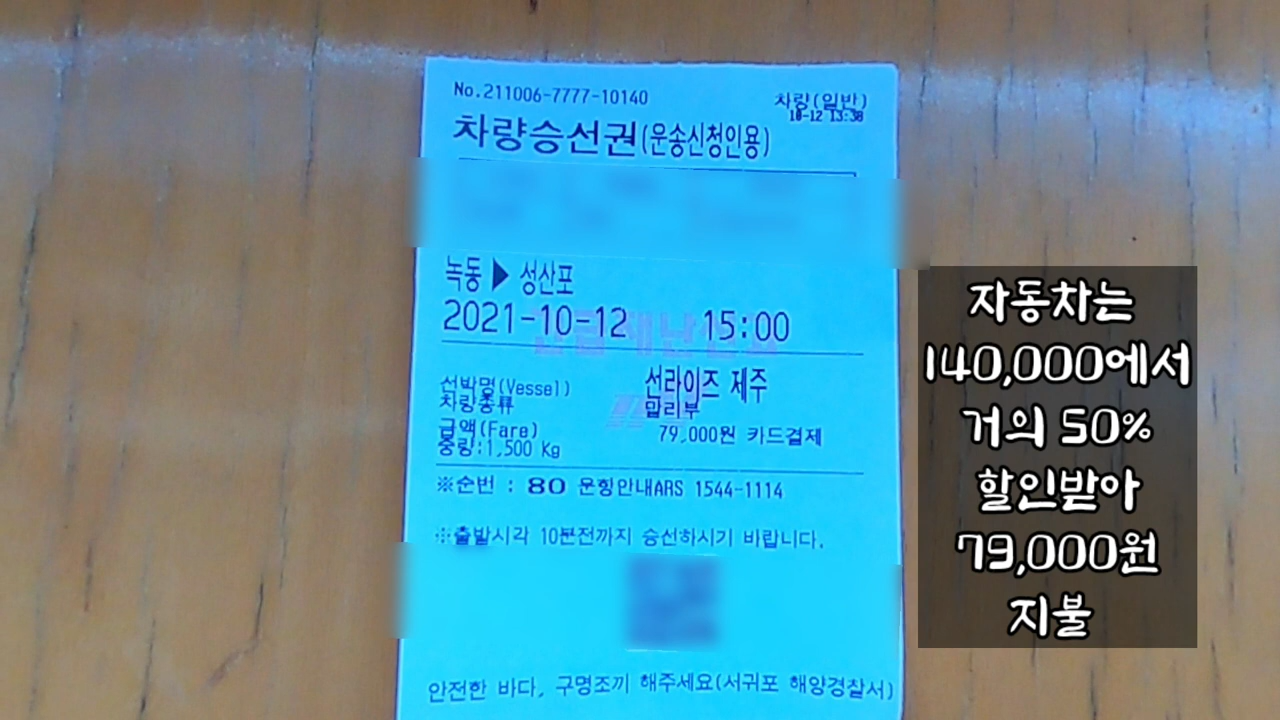 No.211006-7777-10140
차량(일반)
10-12 13:38
차량승선권(운송신청인용)
녹동 ▶ 성산포
2021-10-12 15:00
선박명(Vessel) 선라이즈 제주
차량종류 말리부
금액(Fare) 79,000원 카드결제
중량:1,500 Kg
※순번 : 80 운항안내ARS 1544-1114
※출발시각 10분전까지 승선하시기 바랍니다.
안전한 바다, 구명조끼 해주세요(서귀포 해양경찰서)
자동차는
140,000에서
거의 50%
할인받아
79,000원
지불